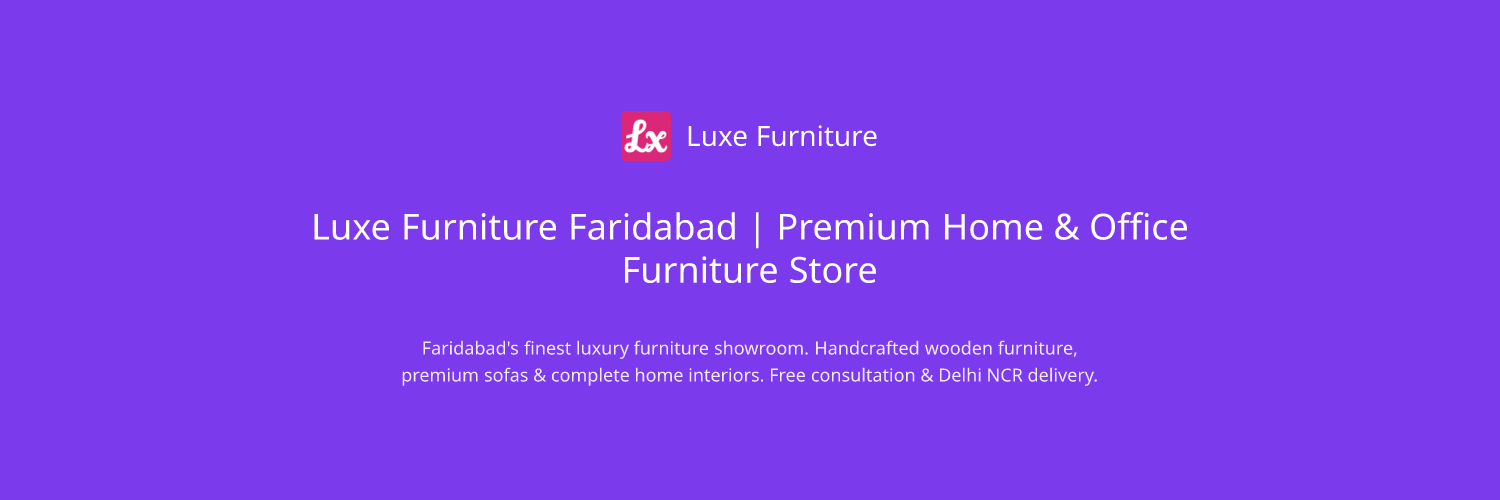 Lx
Luxe Furniture
Luxe Furniture Faridabad | Premium Home & Office
Furniture Store
Faridabad's finest luxury furniture showroom. Handcrafted wooden furniture,
premium sofas & complete home interiors. Free consultation & Delhi NCR delivery.